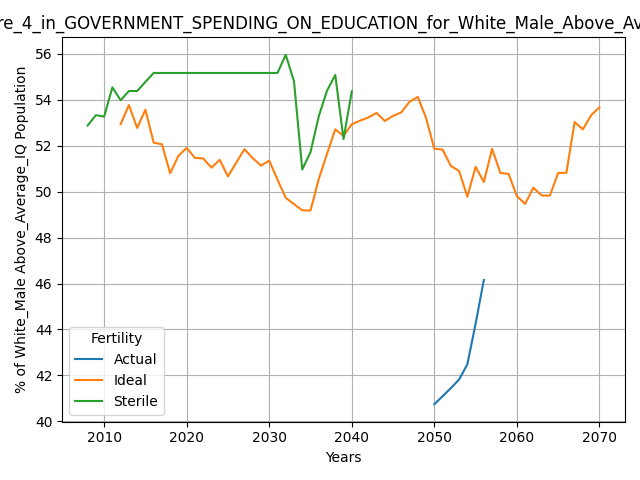 re_4_in_GOVERNMENT_SPENDING_ON_EDUCATION_for_White_Male_Above_Av
% of White_Male Above_Average_IQ Population
56
54
52
50
48
46
44
42
40
Fertility
Actual
Ideal
Sterile
2010 2020 2030 2040 2050 2060 2070
Years